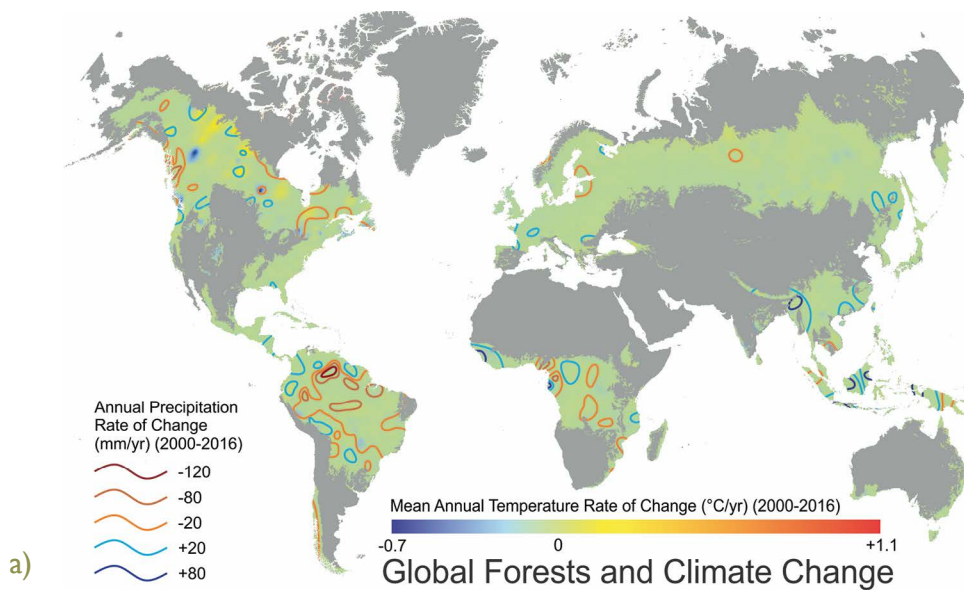 Annual Precipitation
Rate of Change
(mm/yr) (2000-2016)
-120
-80
-20
+20
+80
Mean Annual Temperature Rate of Change (°C/yr) (2000-2016)
-0.7 0 +1.1
a) Global Forests and Climate Change